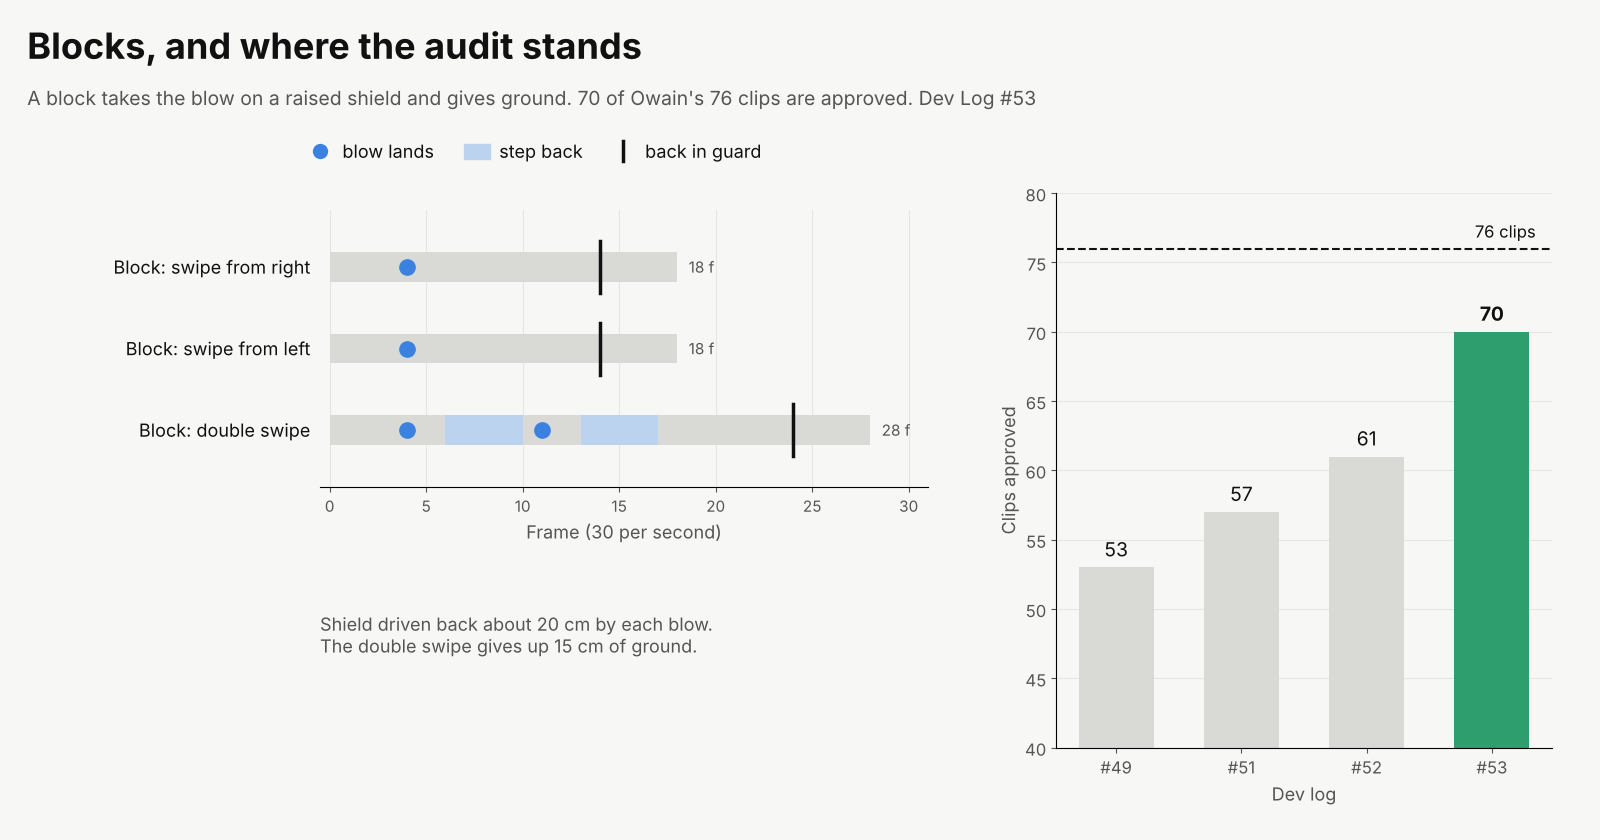 Blocks, and where the audit stands
A block takes the blow on a raised shield and gives ground. 70 of Owain's 76 clips are approved. Dev Log #53
blow lands
step back
back in guard
Block: swipe from right
18 f
Block: swipe from left
18 f
Block: double swipe
28 f
0 5 10 15 20 25 30
Frame (30 per second)
Shield driven back about 20 cm by each blow.
The double swipe gives up 15 cm of ground.
Clips approved
80
75
70
65
60
55
50
45
40
76 clips
53
57
61
70
#49 #51 #52 #53
Dev log